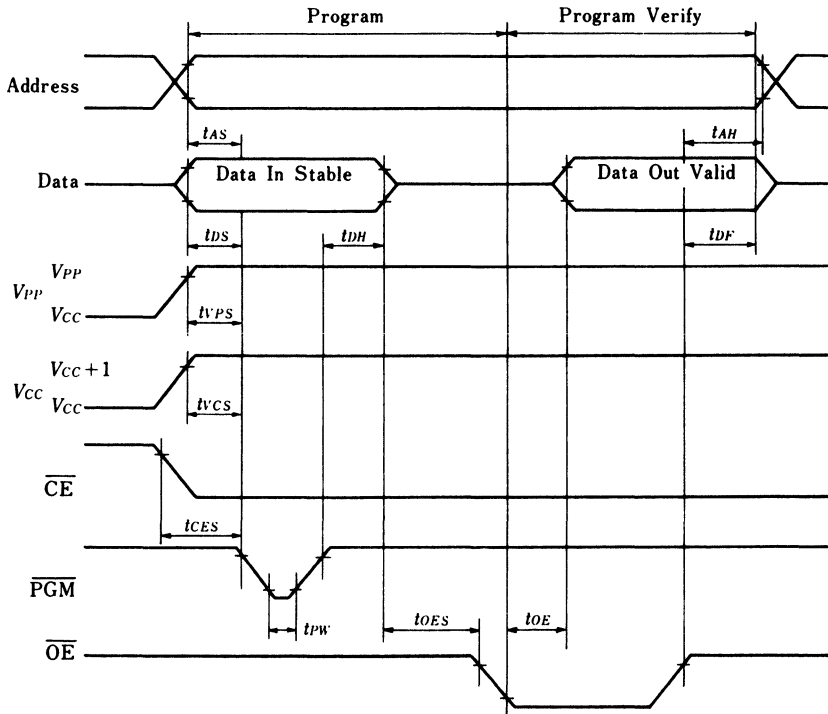 Program
Program Verify
Address
tAS
tAH
Data
Data In Stable
Data Out Valid
tDS
tDH
tDF
VPP
VPP
VCC
tVPS
VCC+1
VCC
VCC
tVCS
CE
tCES
PGM
tPW
tOES
tOE
OE